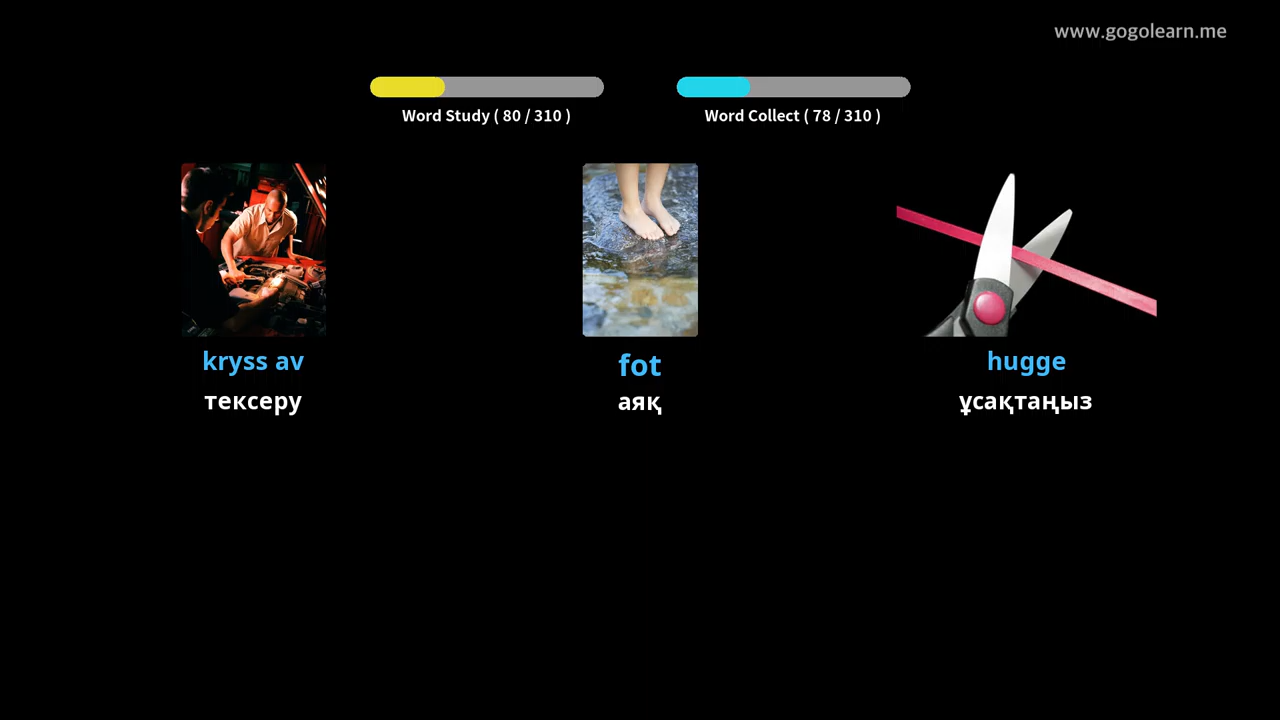 www.gogolearn.me
Word Study ( 80 / 310 )
Word Collect ( 78 / 310 )
kryss av
тексеру
fot
аяқ
hugge
ұсақтаңыз